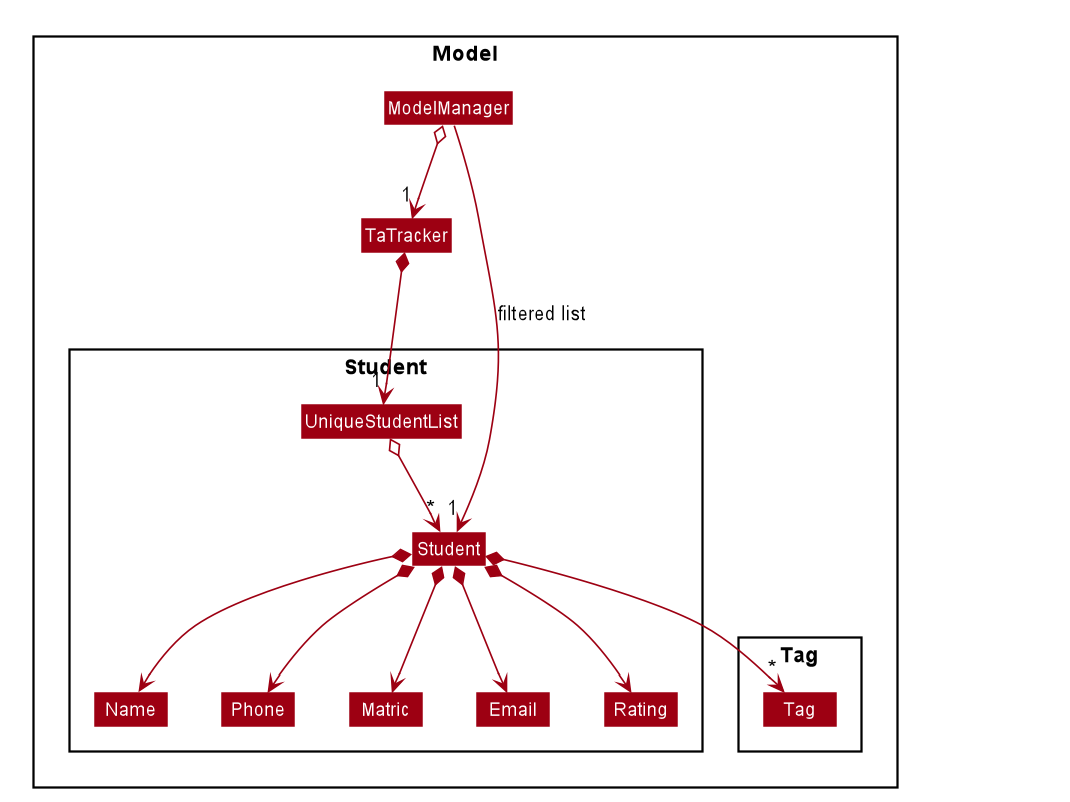 Model
ModelManager
1
TaTracker
filtered list
Student
1
UniqueStudentList
* 1
Student
Tag
*
Name Phone Matric Email Rating Tag